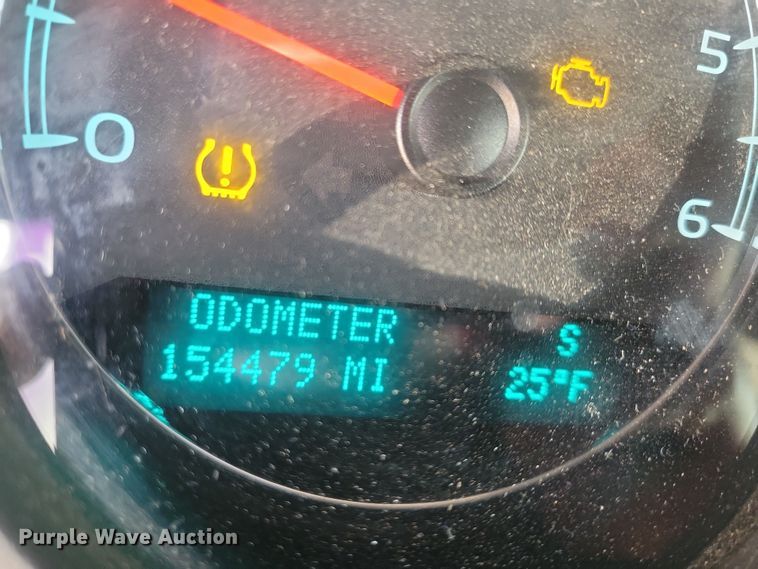 5
0
6
ODOMETER
154479 MI
S
25°F
Purple Wave Auction